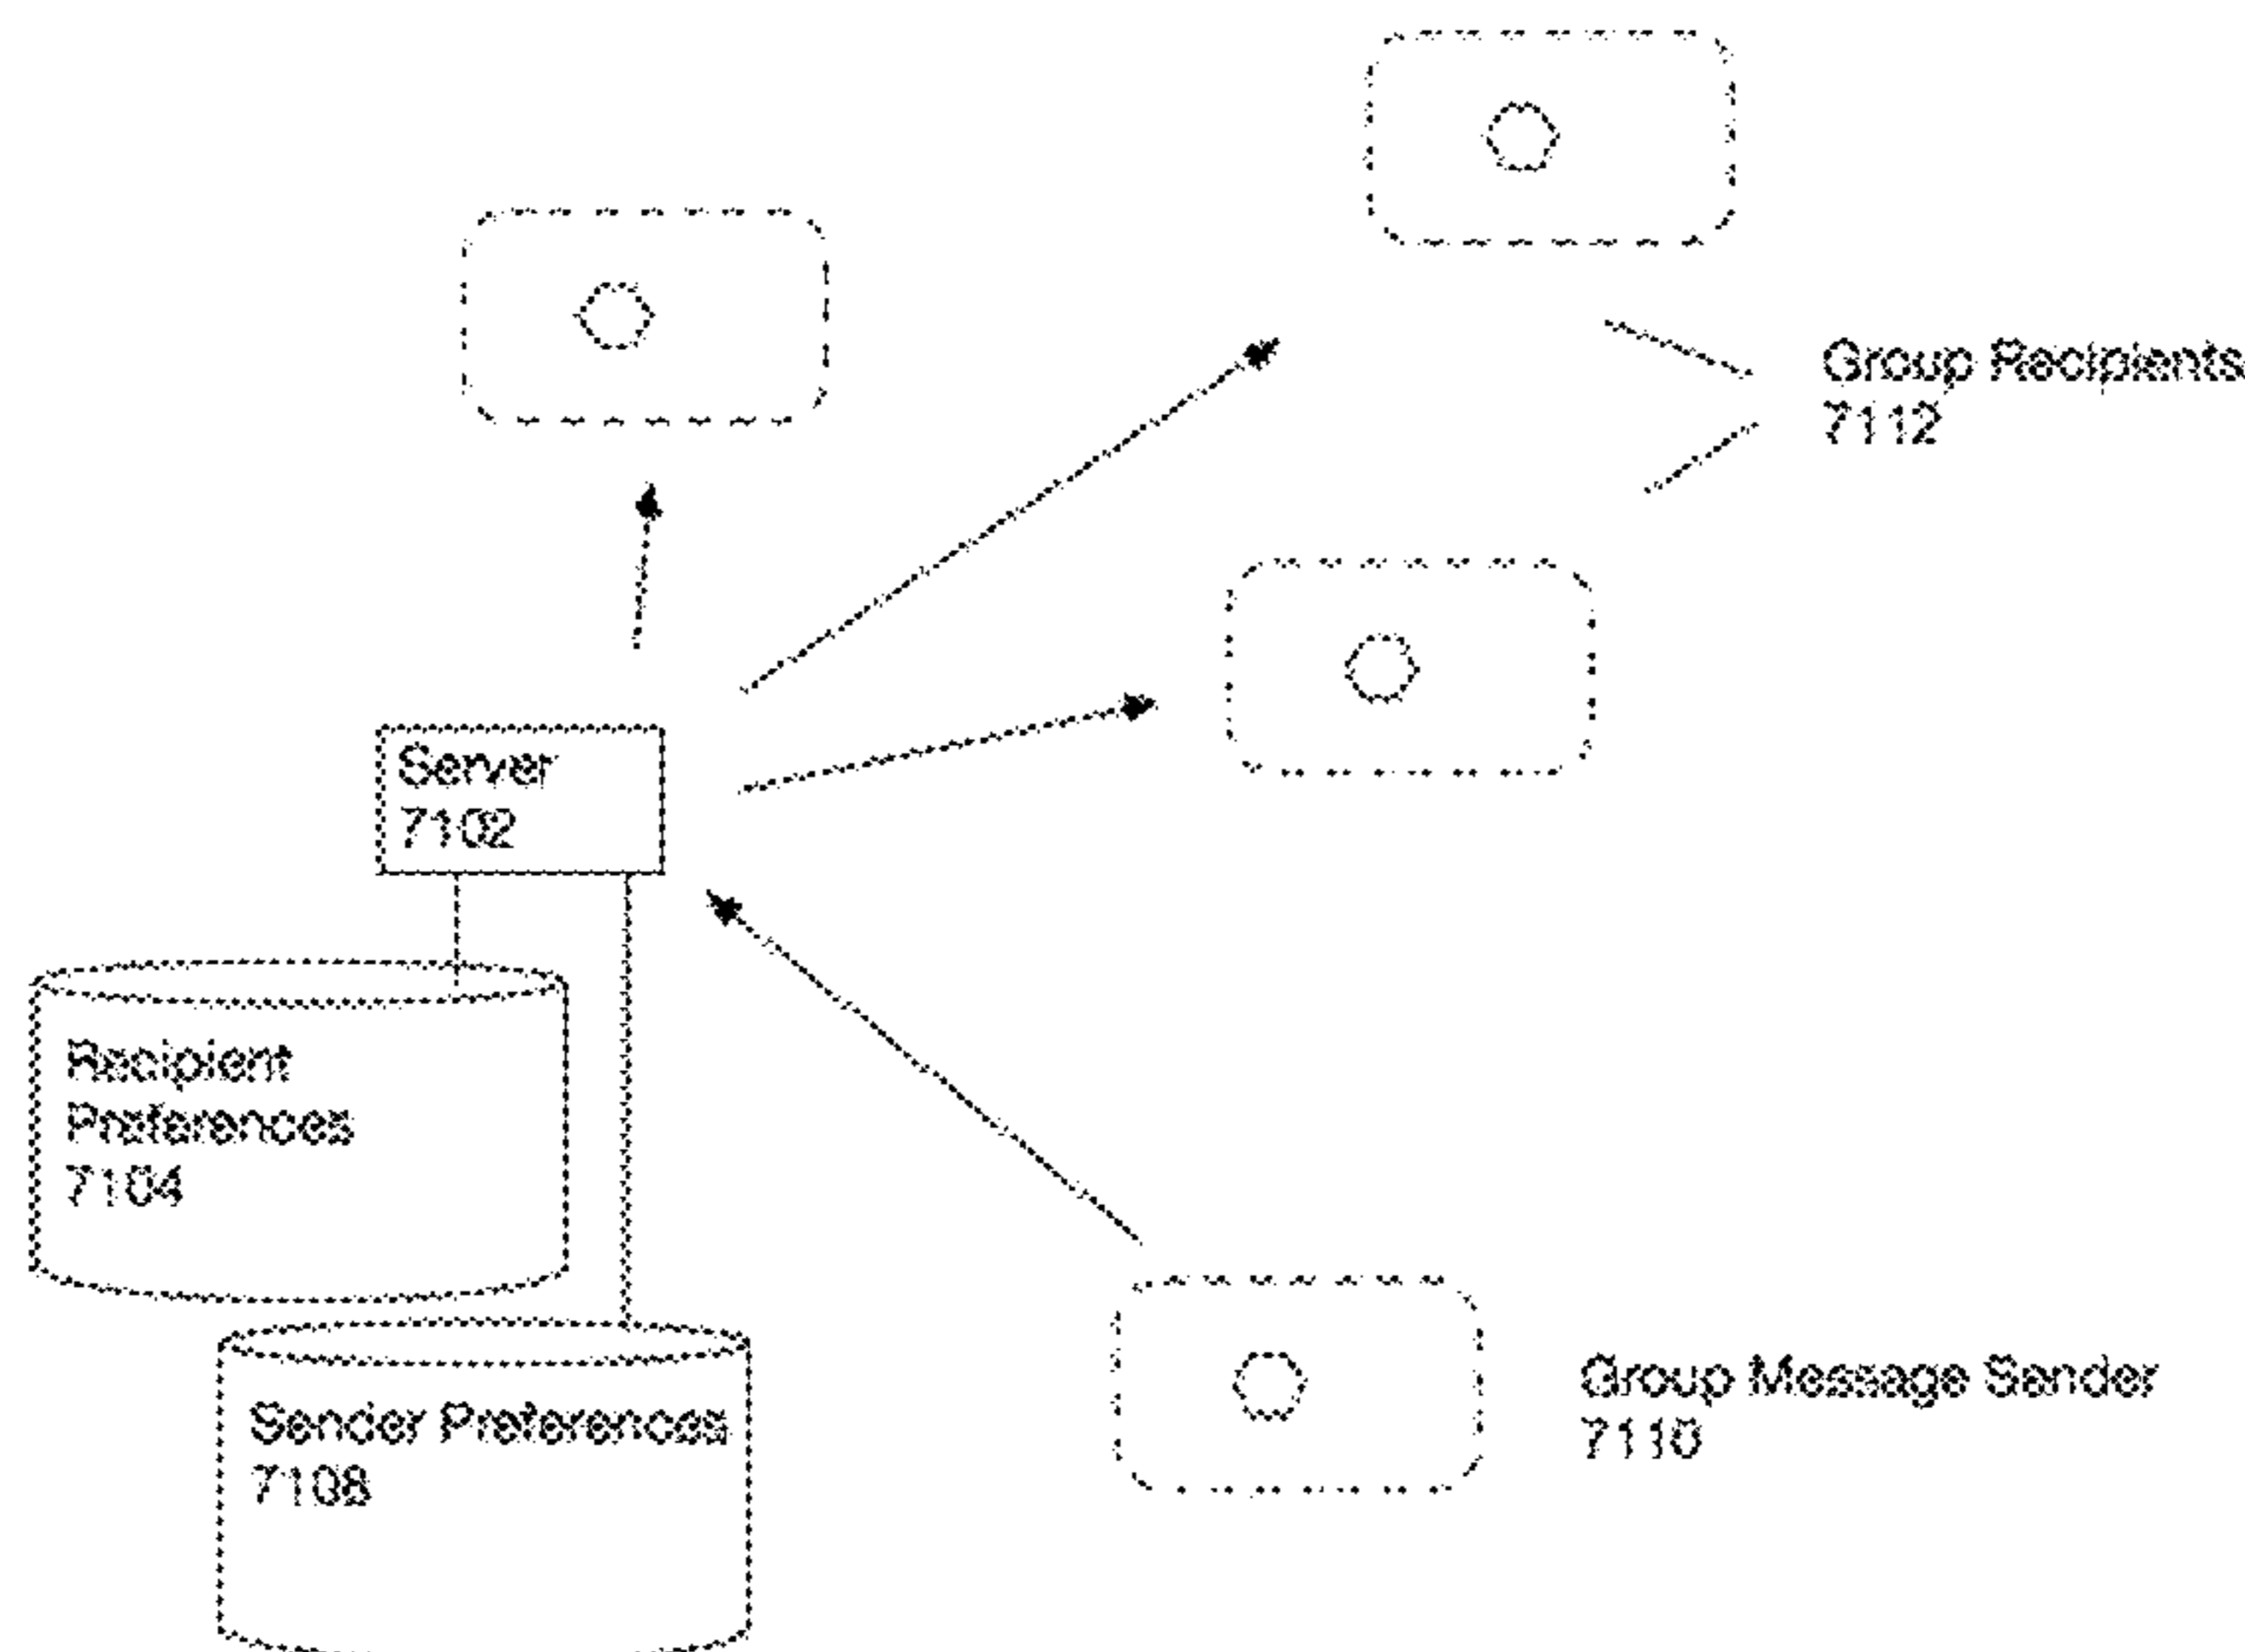 Group Recipients
7112
Server
7102
Recipient
Preferences
7104
Sender Preferences
7108
Group Message Sender
7110